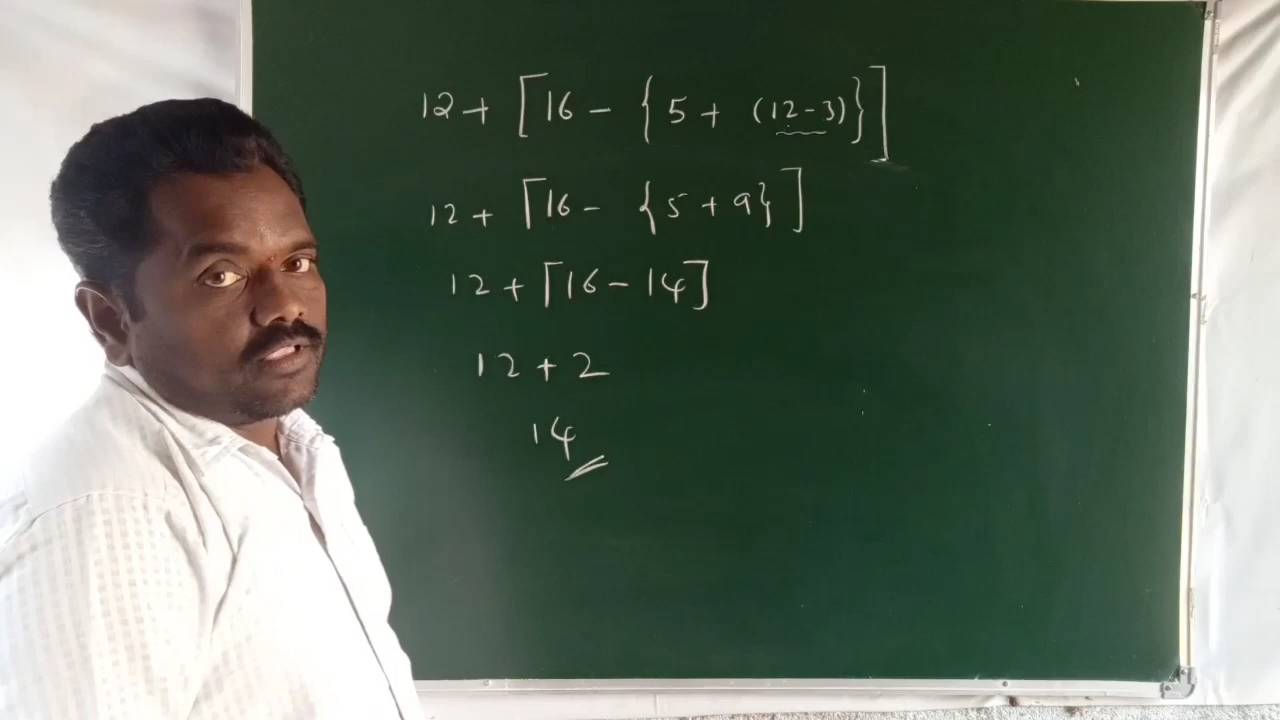 12 + [16 - {5 + (12-3)}]
12 + [16 - {5 + 9}]
12 + [16 - 14]
12 + 2
14